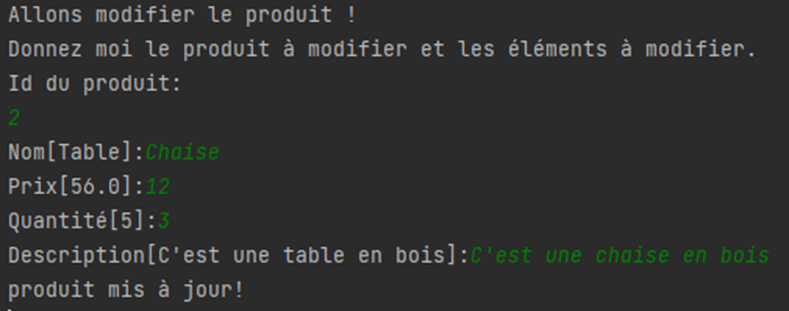 Allons modifier le produit !
Donnez moi le produit à modifier et les éléments à modifier.
Id du produit:
2
Nom[Table]:Chaise
Prix[56.0]:12
Quantité[5]:3
Description[C'est une table en bois]:C'est une chaise en bois
produit mis à jour!